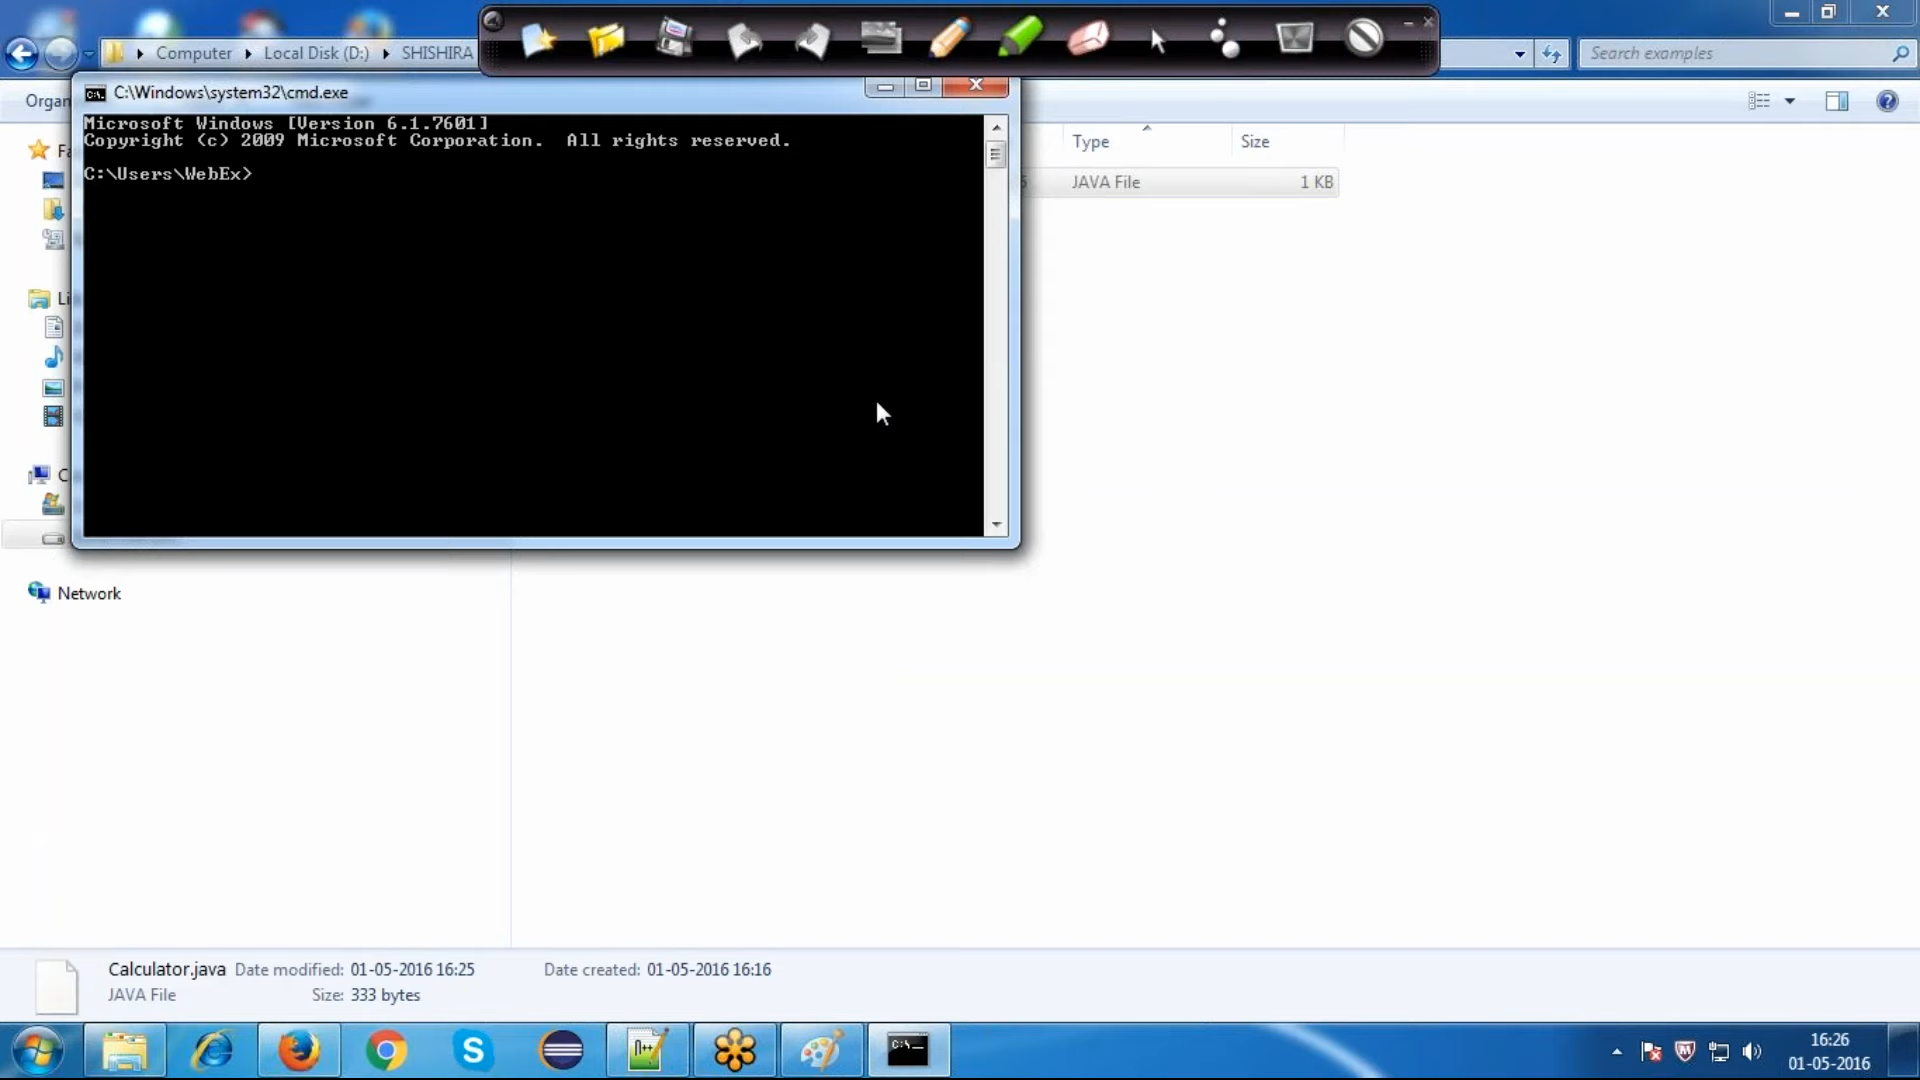 Computer Local Disk (D:) SHISHIRA
Search examples
C:\Windows\system32\cmd.exe
Organ
Microsoft Windows [Version 6.1.7601]
Copyright (c) 2009 Microsoft Corporation. All rights reserved.
C:\Users\WebEx>
Type Size
JAVA File 1 KB
Fa
Li
C
Network
Calculator.java Date modified: 01-05-2016 16:25 Date created: 01-05-2016 16:16
JAVA File Size: 333 bytes
16:26
01-05-2016